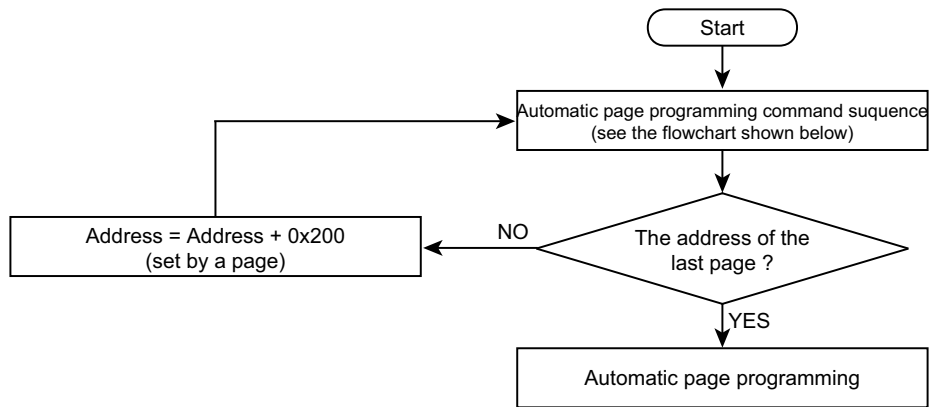 Start
Automatic page programming command suquence
(see the flowchart shown below)
Address = Address + 0x200
(set by a page)
NO
The address of the
last page ?
YES
Automatic page programming